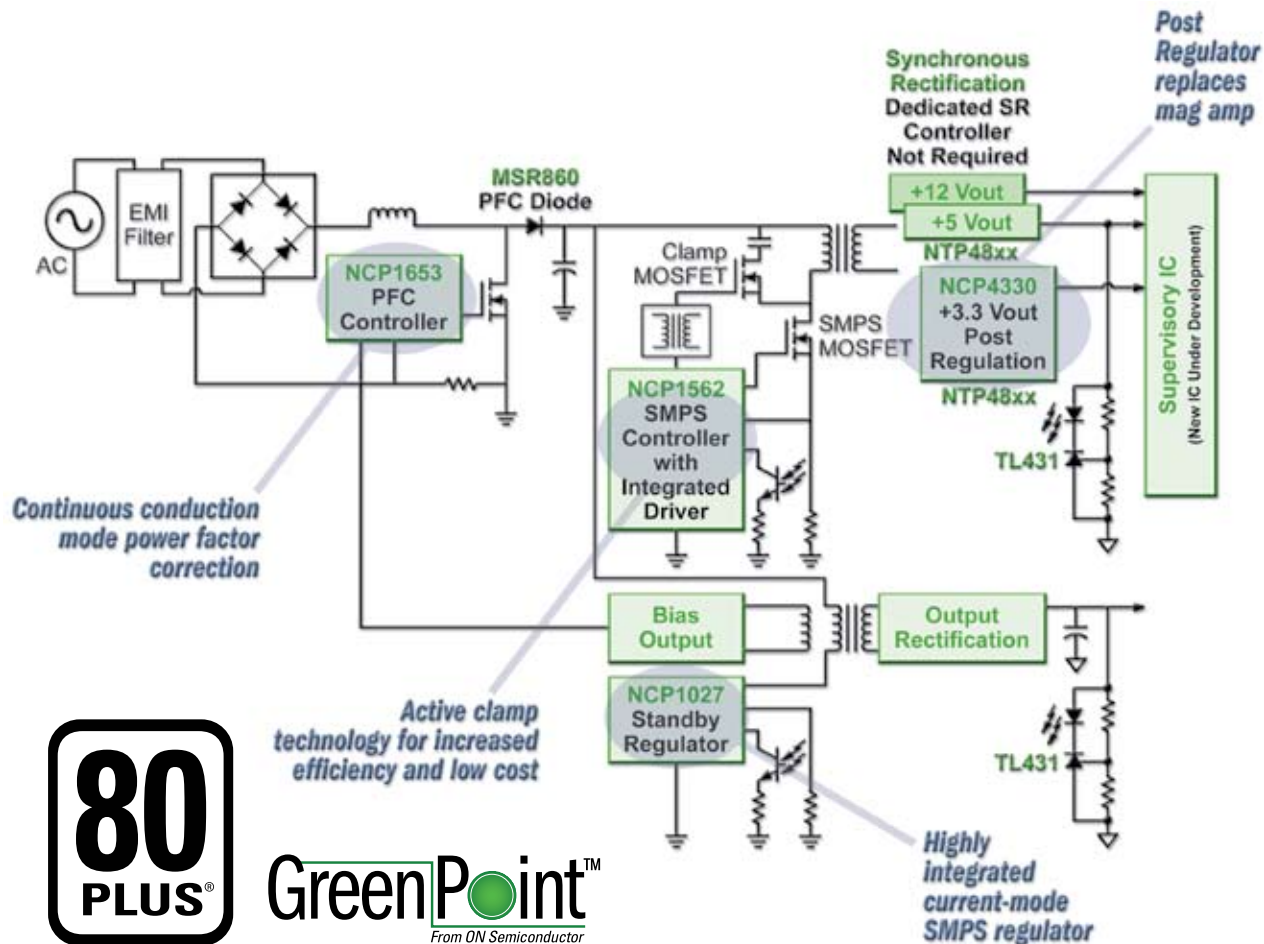 Post
Regulator
replaces
mag amp
Synchronous
Rectification
Dedicated SR
Controller
Not Required
+12 Vout
+5 Vout
NTP48xx
MSR860
PFC Diode
EMI
Filter
AC
NCP1653
PFC
Controller
Clamp
MOSFET
SMPS
MOSFET
NCP4330
+3.3 Vout
Post
Regulation
NTP48xx
Supervisory IC
(New IC Under Development)
NCP1562
SMPS
Controller
with
Integrated
Driver
TL431
Continuous conduction
mode power factor
correction
Bias
Output
Output
Rectification
NCP1027
Standby
Regulator
TL431
Active clamp
technology for increased
efficiency and low cost
Highly
integrated
current-mode
SMPS regulator
80
PLUS®
GreenPoint™
From ON Semiconductor